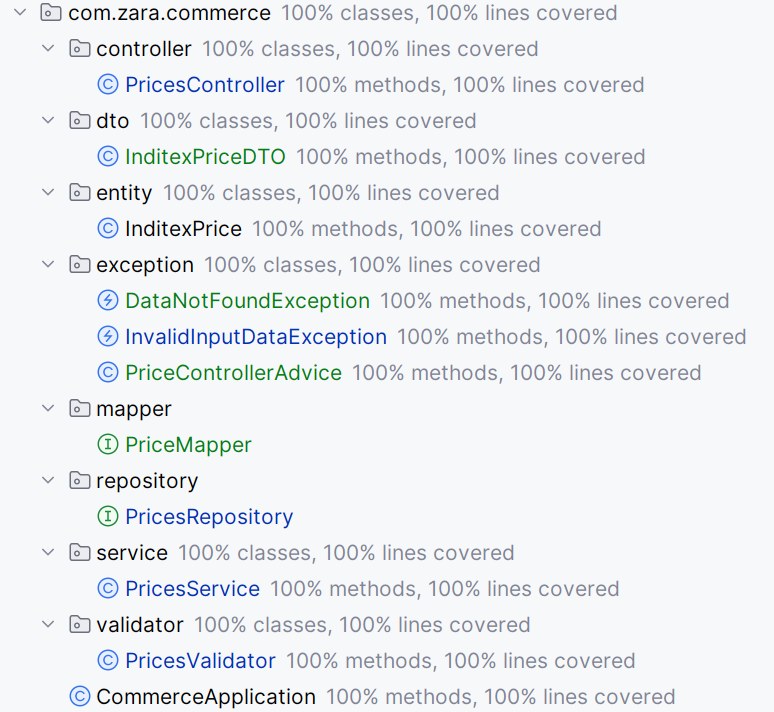 com.zara.commerce 100% classes, 100% lines covered
controller 100% classes, 100% lines covered
PricesController 100% methods, 100% lines covered
dto 100% classes, 100% lines covered
InditexPriceDTO 100% methods, 100% lines covered
entity 100% classes, 100% lines covered
InditexPrice 100% methods, 100% lines covered
exception 100% classes, 100% lines covered
DataNotFoundException 100% methods, 100% lines covered
InvalidInputDataException 100% methods, 100% lines covered
PriceControllerAdvice 100% methods, 100% lines covered
mapper
PriceMapper
repository
PricesRepository
service 100% classes, 100% lines covered
PricesService 100% methods, 100% lines covered
validator 100% classes, 100% lines covered
PricesValidator 100% methods, 100% lines covered
CommerceApplication 100% methods, 100% lines covered